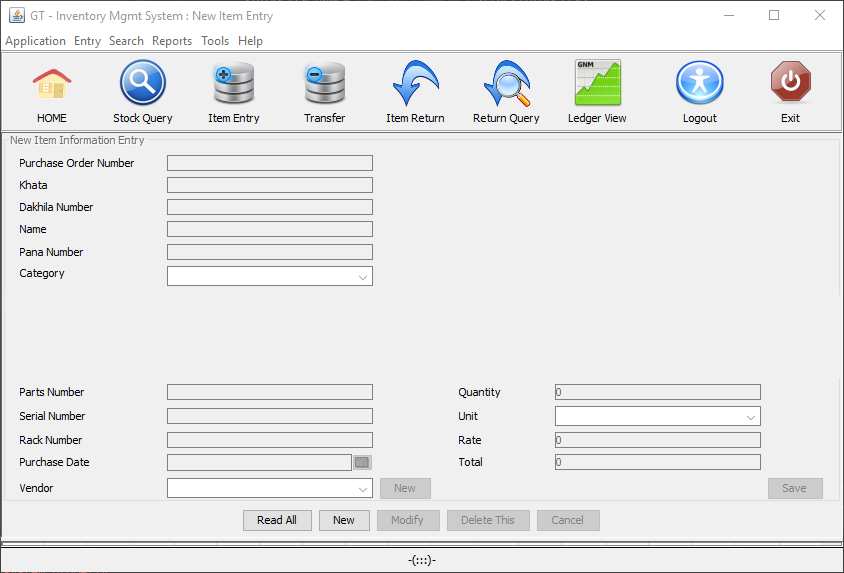 GT - Inventory Mgmt System : New Item Entry
Application Entry Search Reports Tools Help
GNM
HOME Stock Query Item Entry Transfer Item Return Return Query Ledger View Logout Exit
New Item Information Entry
Purchase Order Number
Khata
Dakhila Number
Name
Pana Number
Category
Parts Number Quantity 0
Serial Number Unit
Rack Number Rate 0
Purchase Date Total 0
Vendor New Save
Read All New Modify Delete This Cancel
-(:::)-